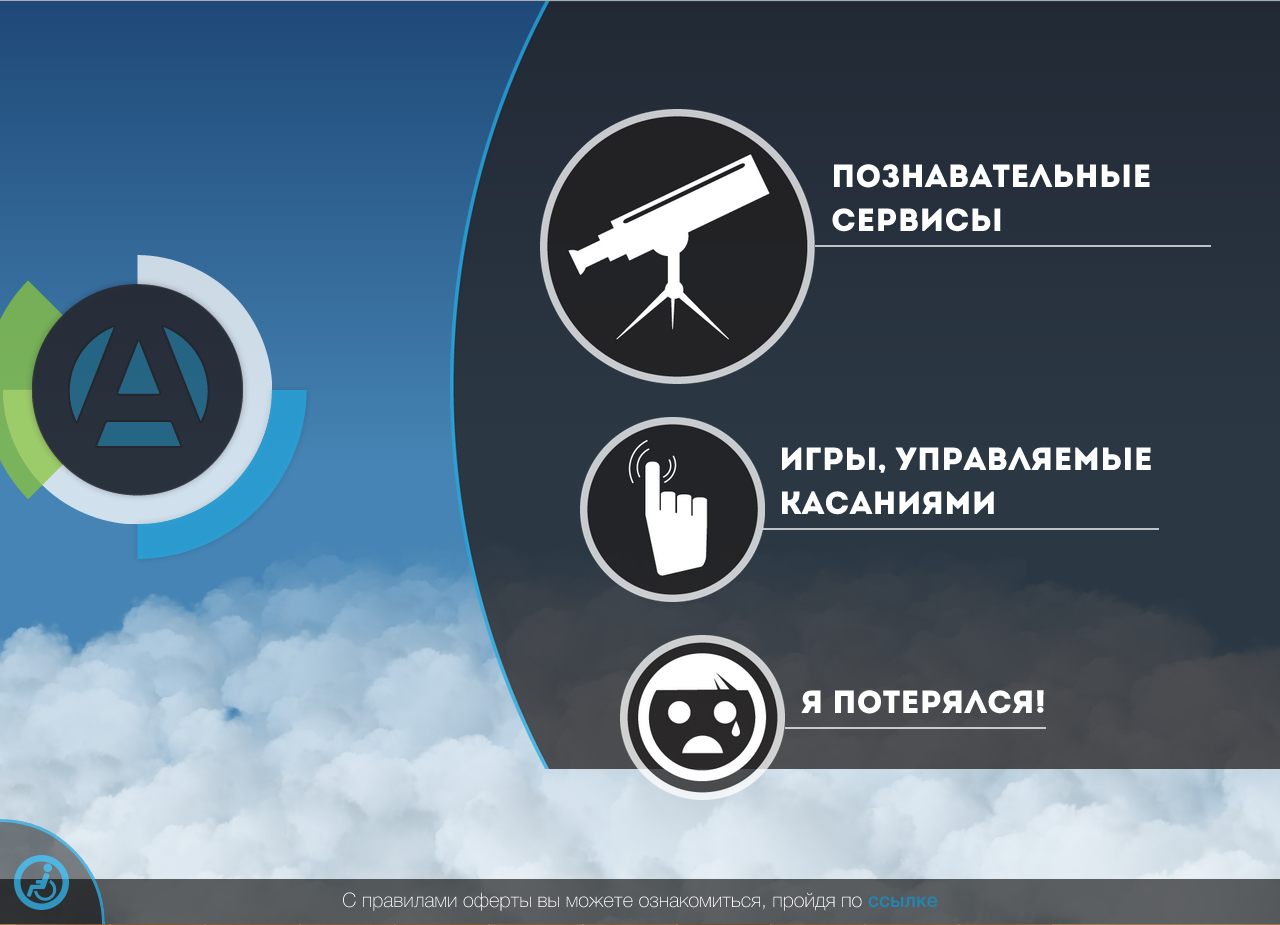 ПОЗНАВАТЕЛЬНЫЕ
СЕРВИСЫ
ИГРЫ, УПРАВЛЯЕМЫЕ
КАСАНИЯМИ
Я ПОТЕРЯЛСЯ!
С правилами оферты вы можете ознакомиться, пройдя по ссылке